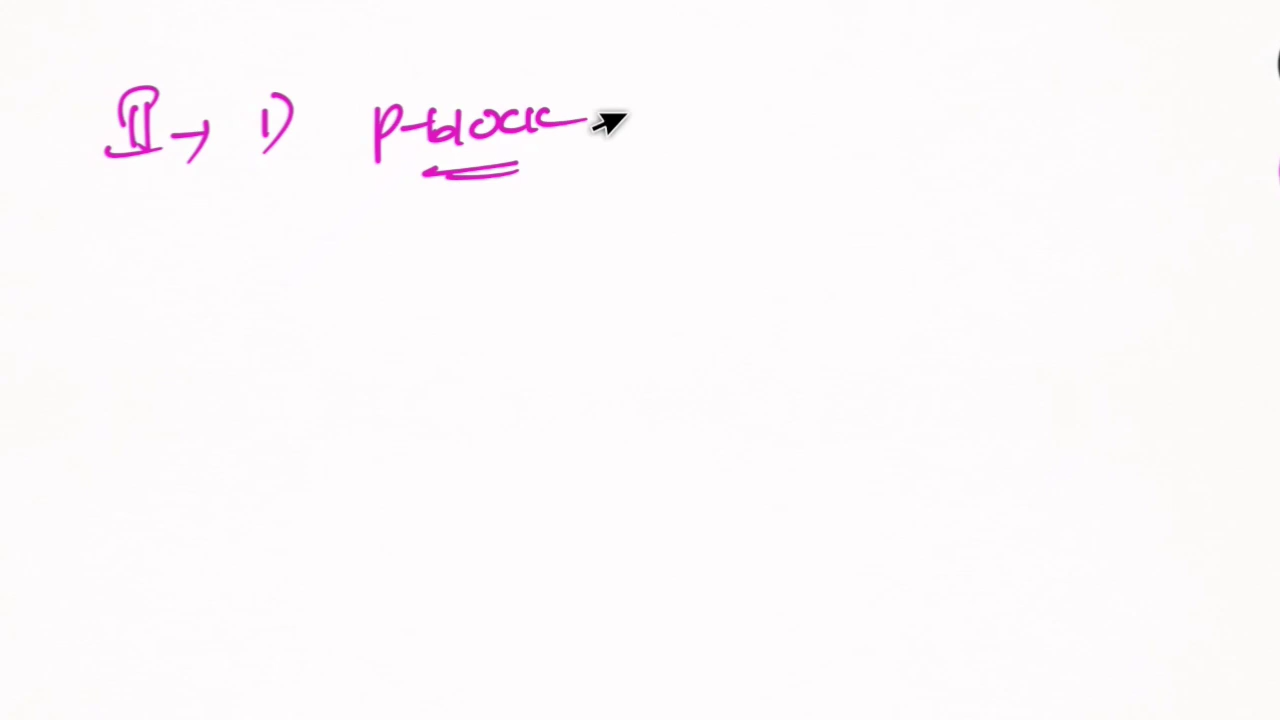 II → 1) p-block